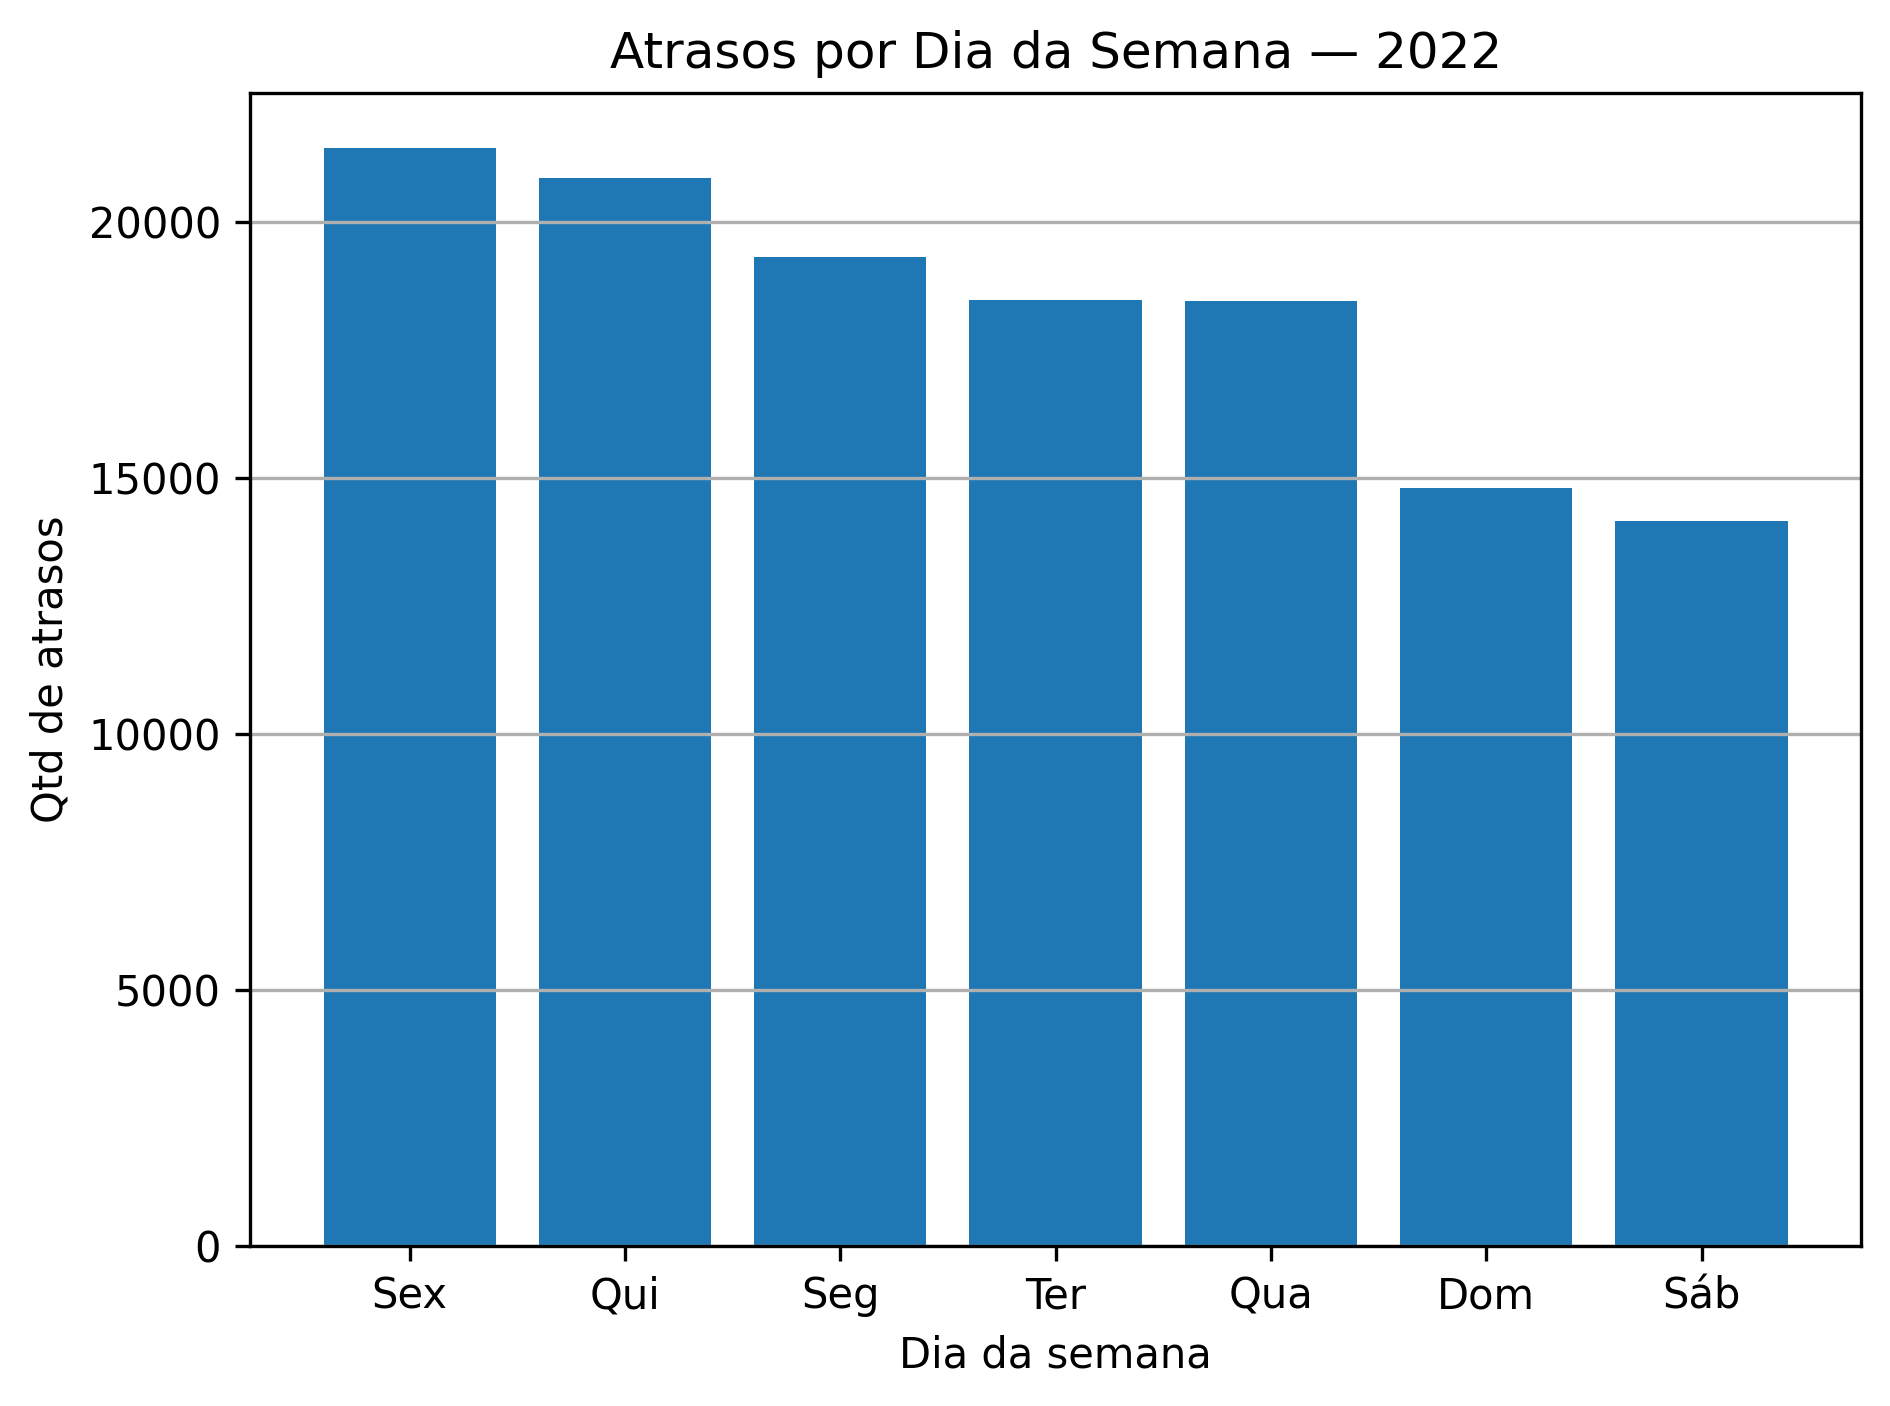 Atrasos por Dia da Semana — 2022
Qtd de atrasos
20000
15000
10000
5000
0
Sex Qui Seg Ter Qua Dom Sáb
Dia da semana